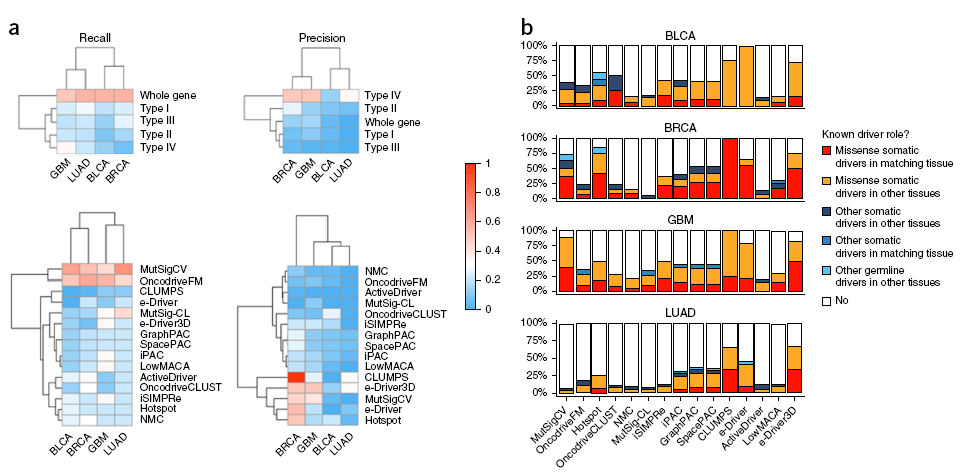 a
Recall
Whole gene
Type I
Type III
Type II
Type IV
GBM
LUAD
BLCA
BRCA
Precision
Type IV
Type II
Whole gene
Type I
Type III
BRCA
GBM
BLCA
LUAD
MutSigCV
OncodriveFM
CLUMPS
e-Driver
MutSig-CL
e-Driver3D
GraphPAC
SpacePAC
iPAC
LowMACA
ActiveDriver
OncodriveCLUST
iSIMPRe
Hotspot
NMC
BLCA
BRCA
GBM
LUAD
NMC
OncodriveFM
ActiveDriver
MutSig-CL
OncodriveCLUST
iSIMPRe
GraphPAC
SpacePAC
iPAC
LowMACA
CLUMPS
e-Driver3D
MutSigCV
e-Driver
Hotspot
BRCA
GBM
BLCA
LUAD
1
0.8
0.6
0.4
0.2
0
b
BLCA
100%
75%
50%
25%
0%
BRCA
100%
75%
50%
25%
0%
GBM
100%
75%
50%
25%
0%
LUAD
100%
75%
50%
25%
0%
MutSigCV
OncodriveFM
Hotspot
OncodriveCLUST
NMC
MutSig-CL
iSIMPRe
iPAC
GraphPAC
SpacePAC
CLUMPS
e-Driver
ActiveDriver
LowMACA
e-Driver3D
Known driver role?
Missense somatic
drivers in matching tissue
Missense somatic
drivers in other tissues
Other somatic
drivers in other tissues
Other somatic
drivers in matching tissue
Other germline
drivers in other tissues
No